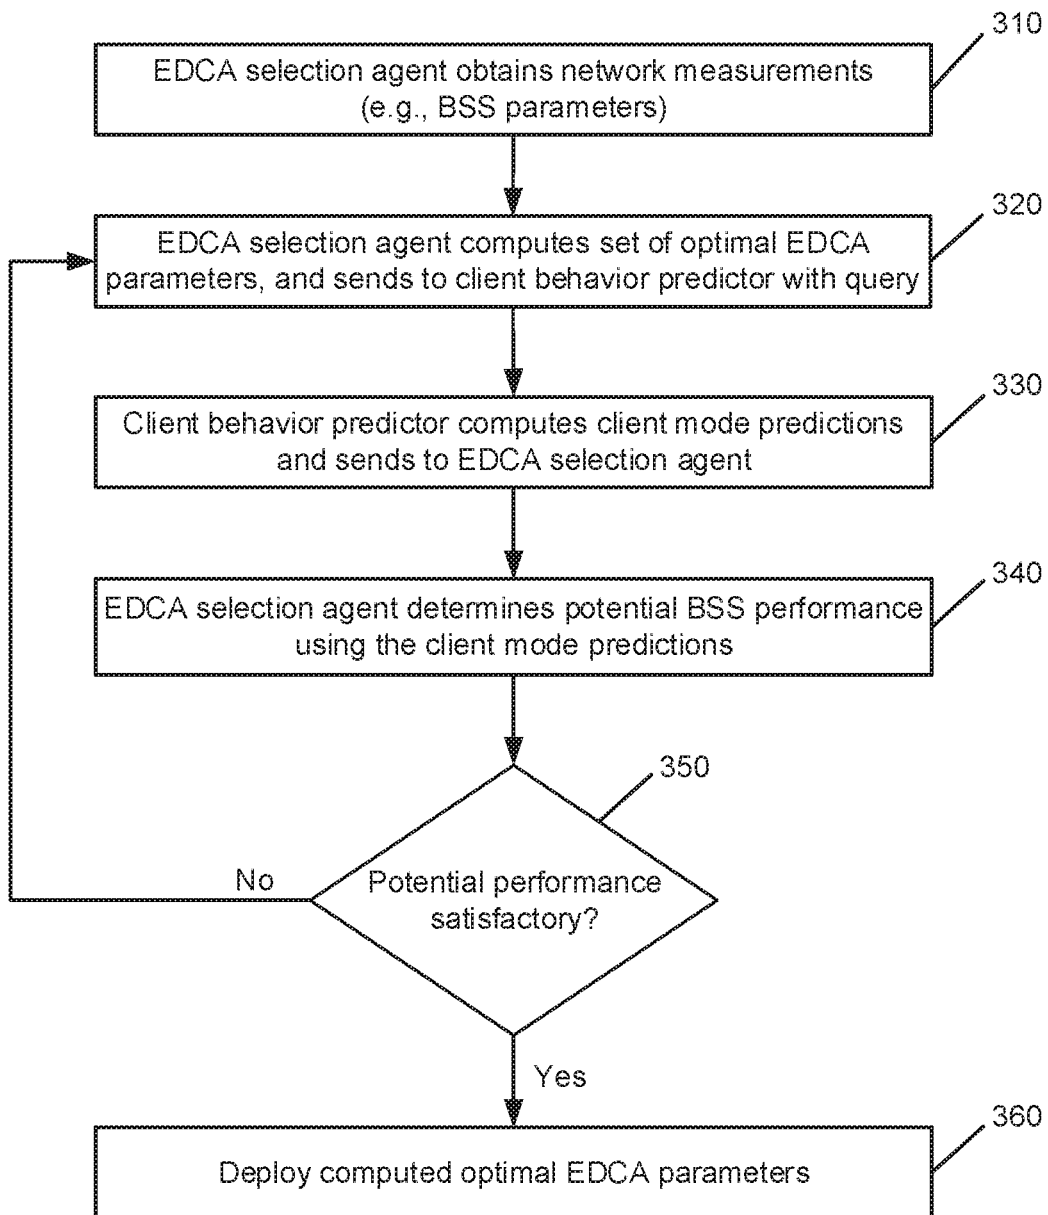 310
EDCA selection agent obtains network measurements
(e.g., BSS parameters)
320
EDCA selection agent computes set of optimal EDCA
parameters, and sends to client behavior predictor with query
330
Client behavior predictor computes client mode predictions
and sends to EDCA selection agent
340
EDCA selection agent determines potential BSS performance
using the client mode predictions
350
No
Potential performance
satisfactory?
Yes
360
Deploy computed optimal EDCA parameters